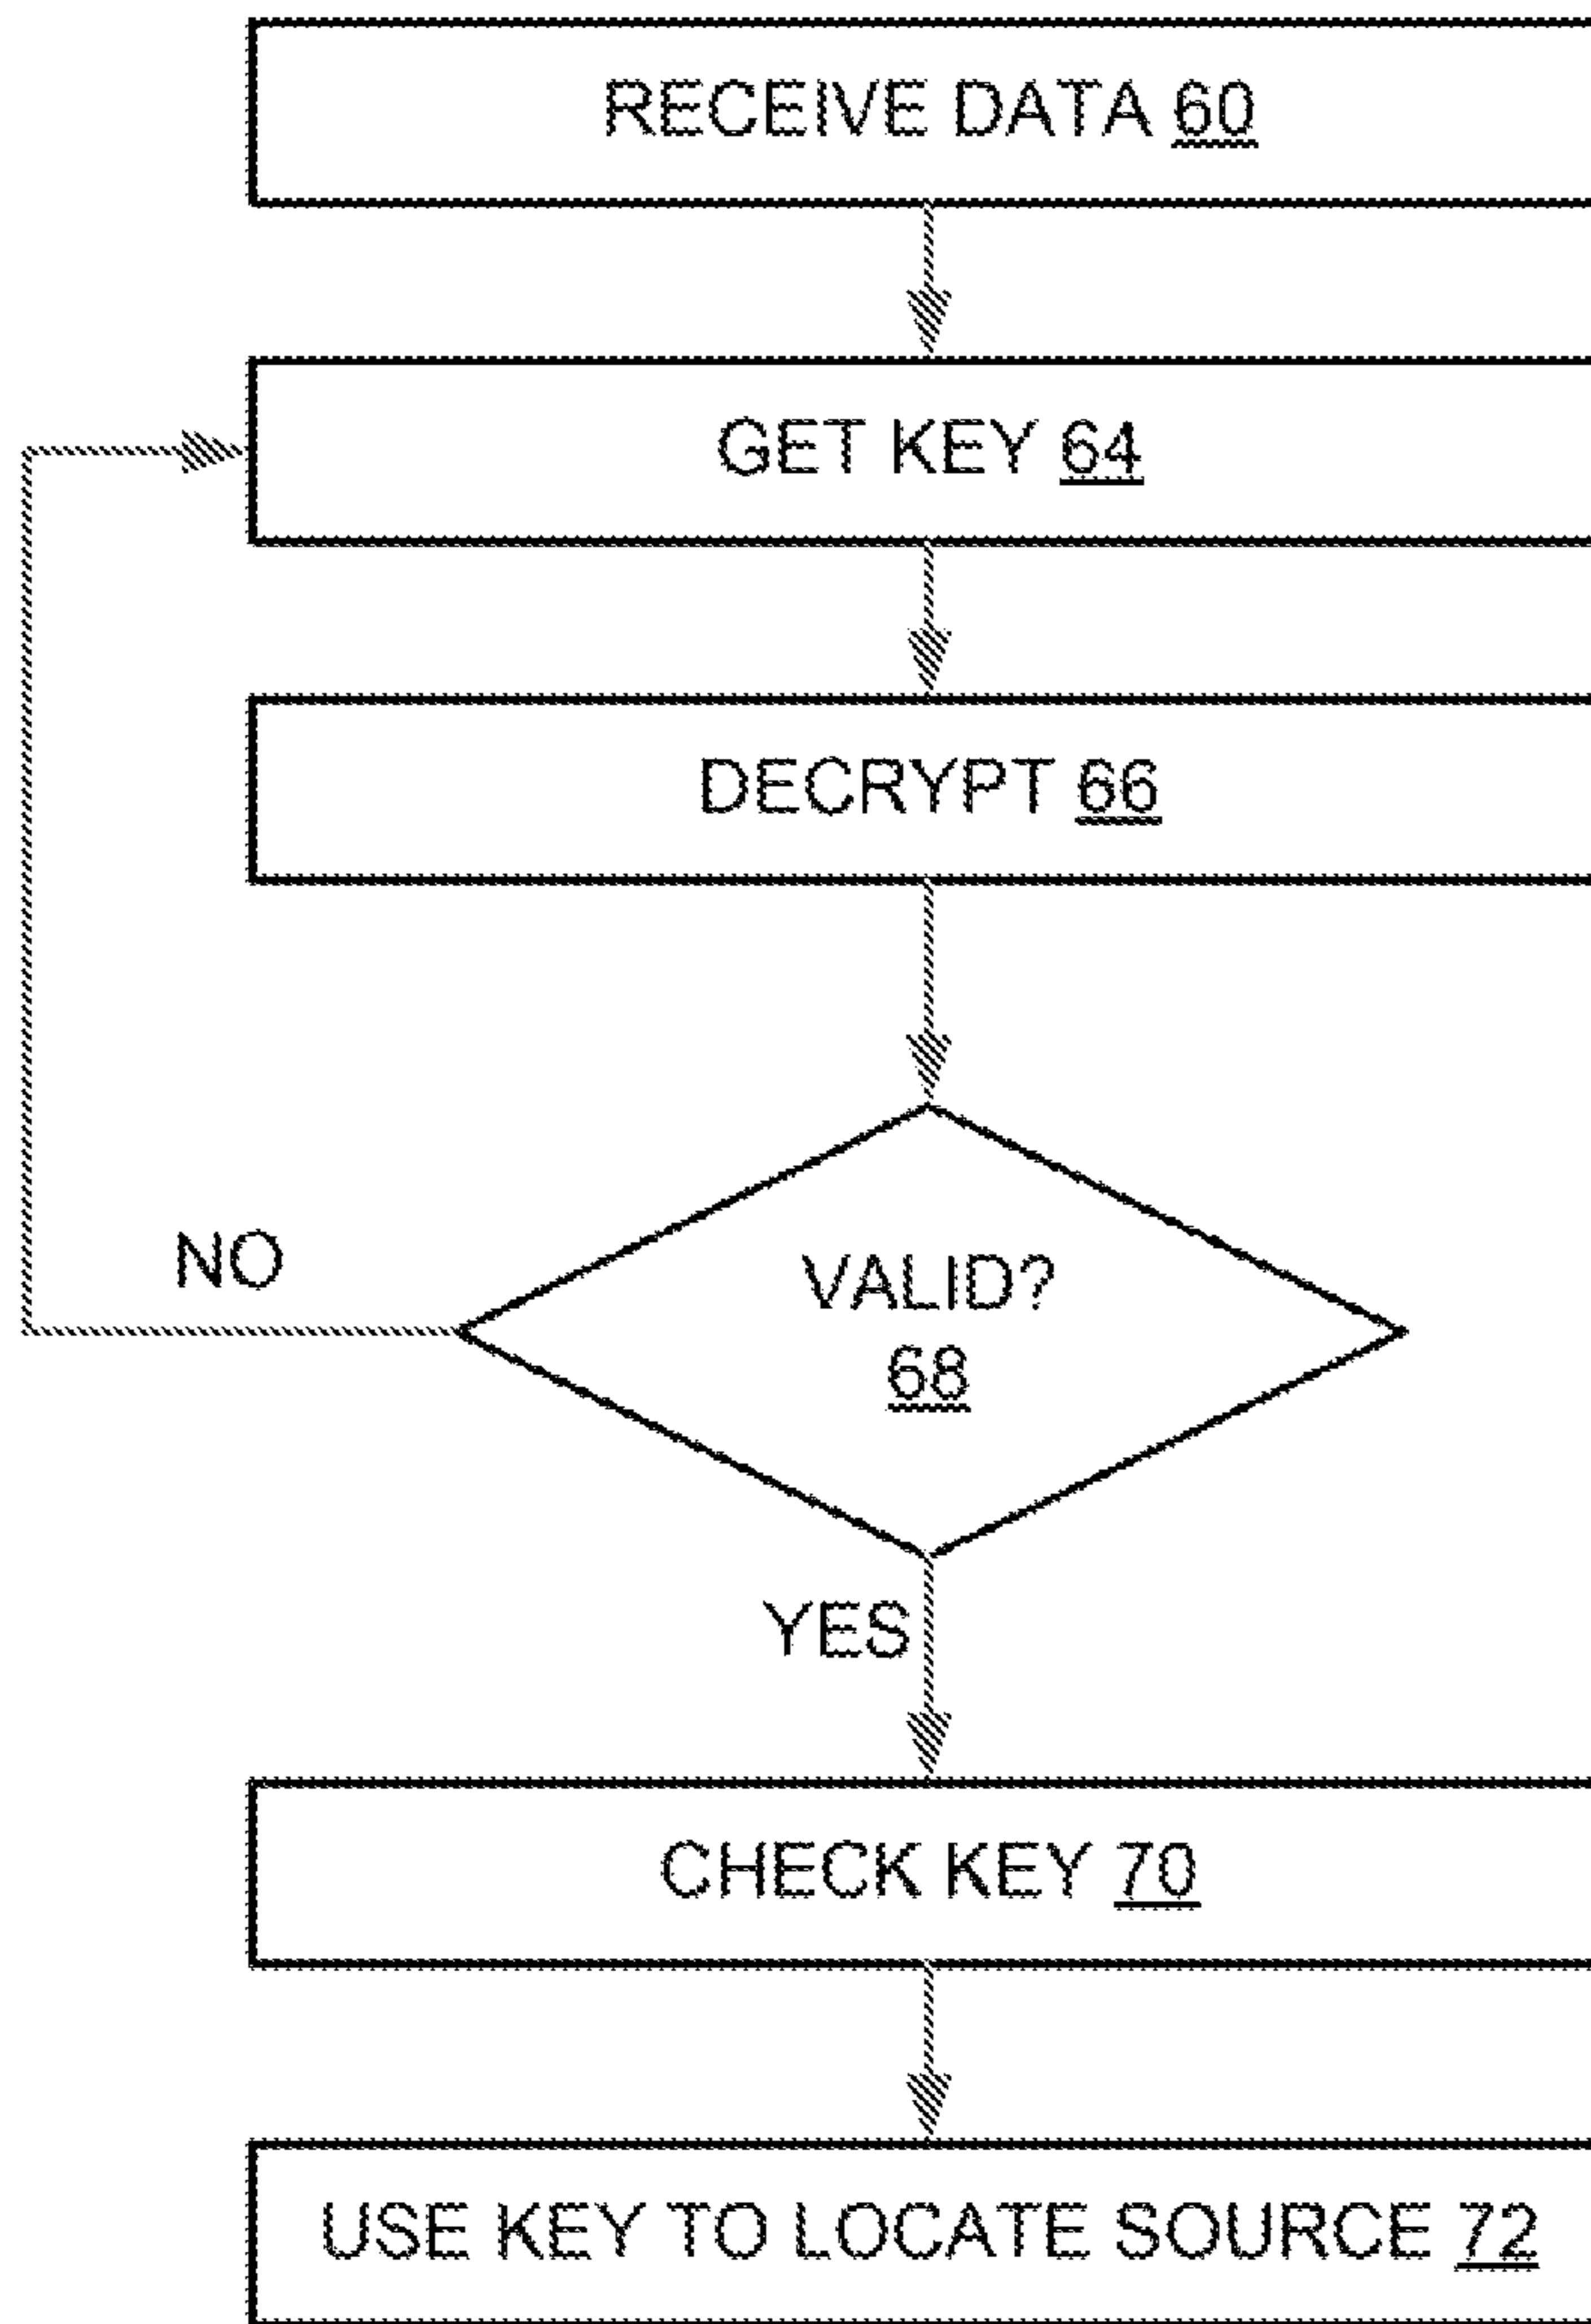 RECEIVE DATA 60
GET KEY 64
DECRYPT 66
NO
VALID?
68
YES
CHECK KEY 70
USE KEY TO LOCATE SOURCE 72